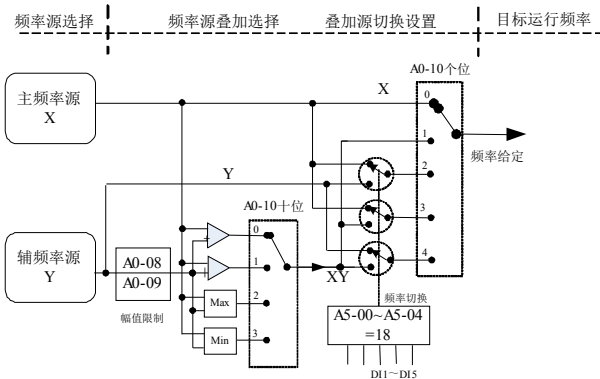 频率源选择
频率源叠加选择
叠加源切换设置
目标运行频率
A0-10个位
主频率源
X
X
0
1
2
3
4
频率给定
Y
A0-10十位
辅频率源
Y
A0-08
A0-09
幅值限制
+
+
Max
Min
0
1
2
3
XY
频率切换
A5-00~A5-04
=18
DI1~DI5